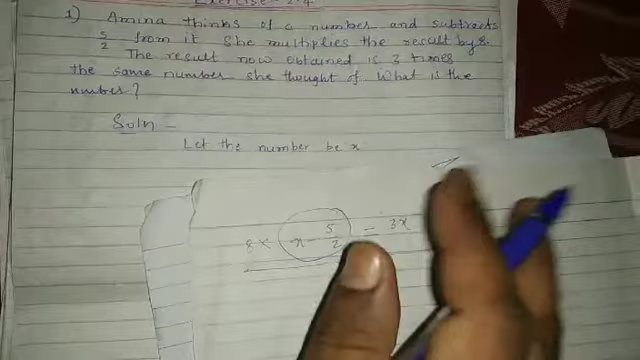 Exercise-2.4
1) Amina thinks of a number and subtracts
5/2 from it. She multiplies the result by 8.
The result now obtained is 3 times
the same number she thought of. What is the
number?
Soln -
Let the number be x
8 × x 5/2 = 3x